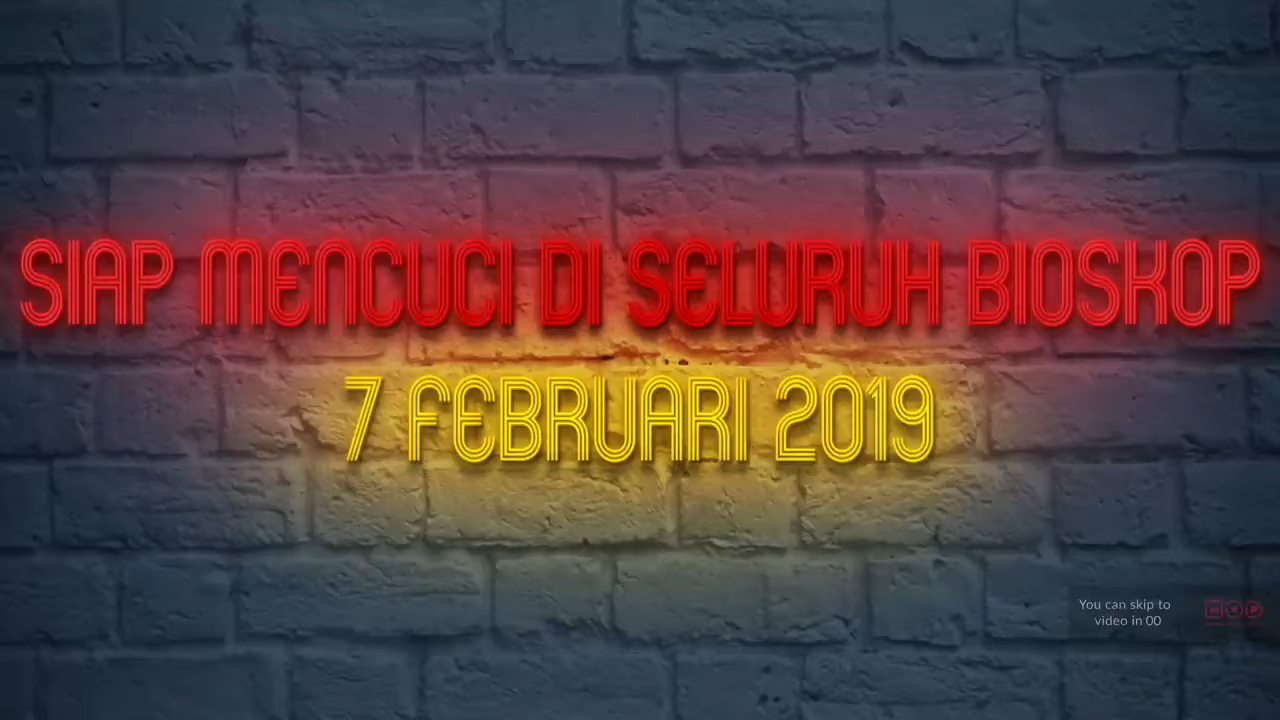 SIAP MENCUCI DI SELURUH BIOSKOP
7 FEBRUARI 2019
You can skip to
video in 00